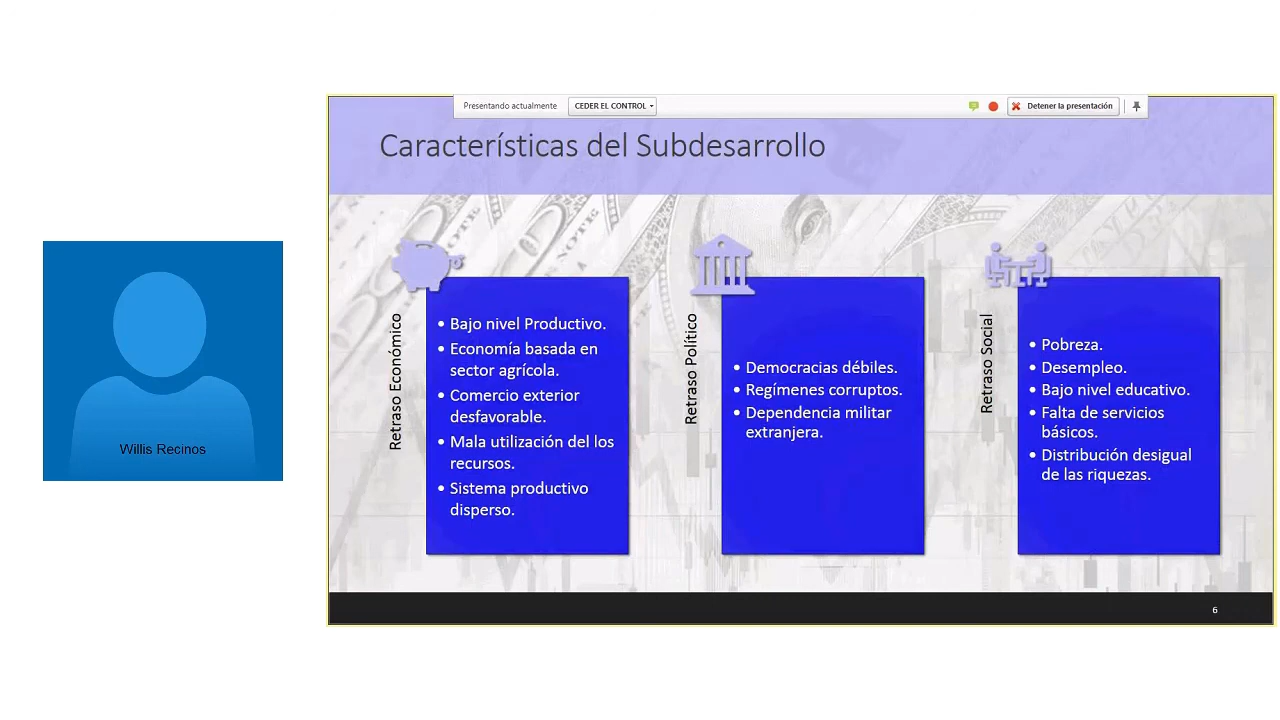 Presentando actualmente
CEDER EL CONTROL
Detener la presentación
Características del Subdesarrollo
Willis Recinos
Retraso Económico
• Bajo nivel Productivo.
• Economía basada en
sector agrícola.
• Comercio exterior
desfavorable.
• Mala utilización del los
recursos.
• Sistema productivo
disperso.
Retraso Político
• Democracias débiles.
• Regímenes corruptos.
• Dependencia militar
extranjera.
Retraso Social
• Pobreza.
• Desempleo.
• Bajo nivel educativo.
• Falta de servicios
básicos.
• Distribución desigual
de las riquezas.
6